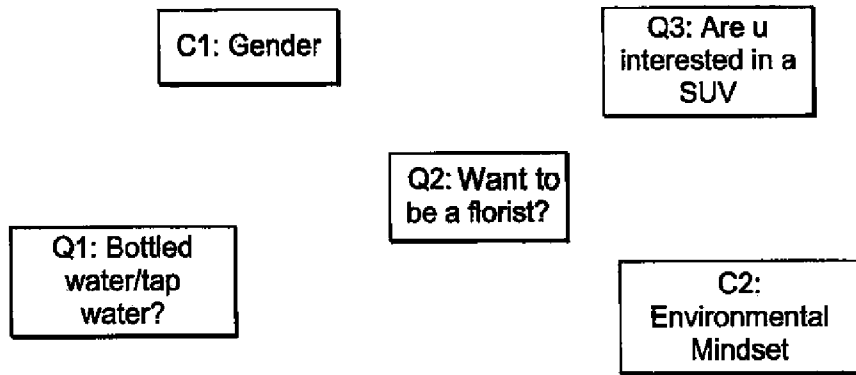 C1: Gender
Q3: Are u
interested in a
SUV
Q2: Want to
be a florist?
Q1: Bottled
water/tap
water?
C2:
Environmental
Mindset